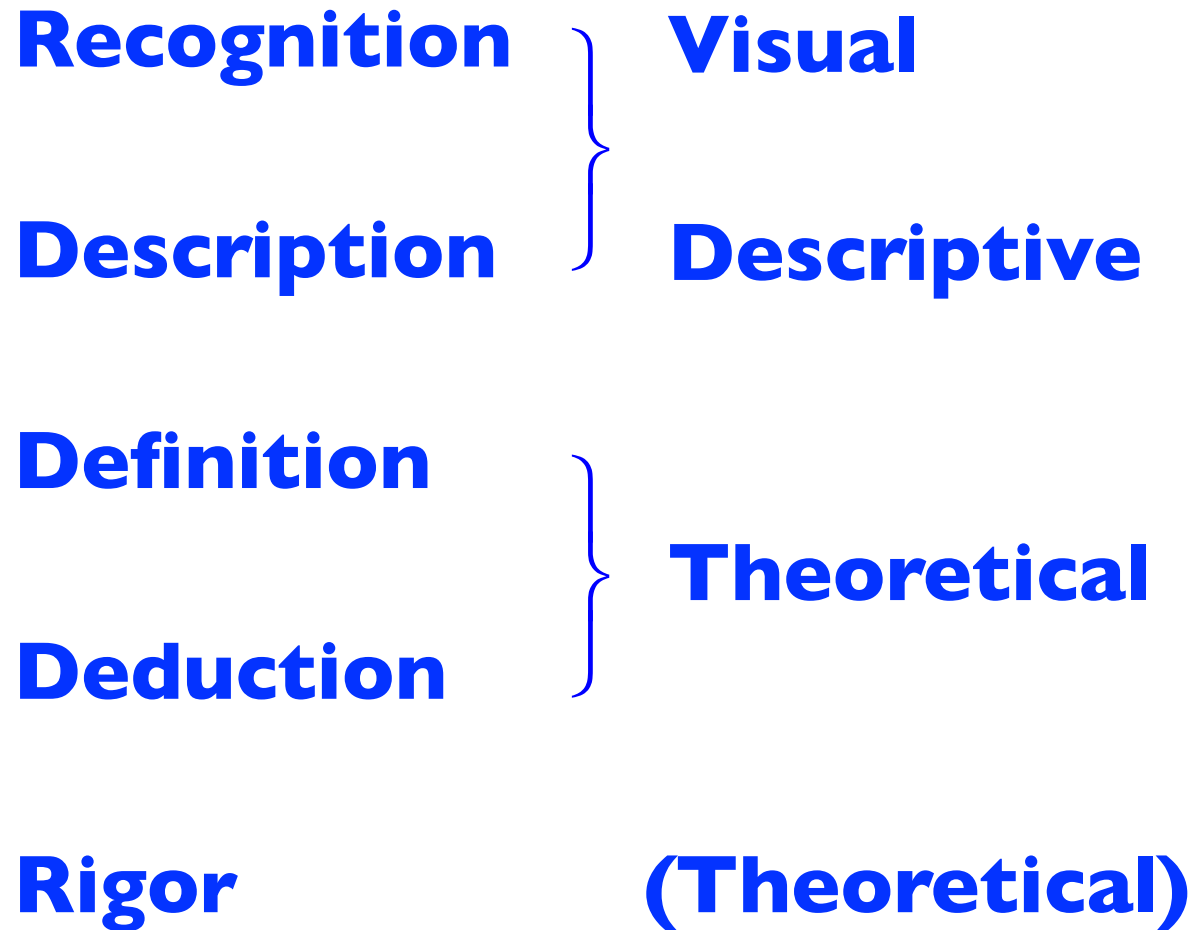 Recognition Visual
Description Descriptive
Definition
Theoretical
Deduction
Rigor (Theoretical)